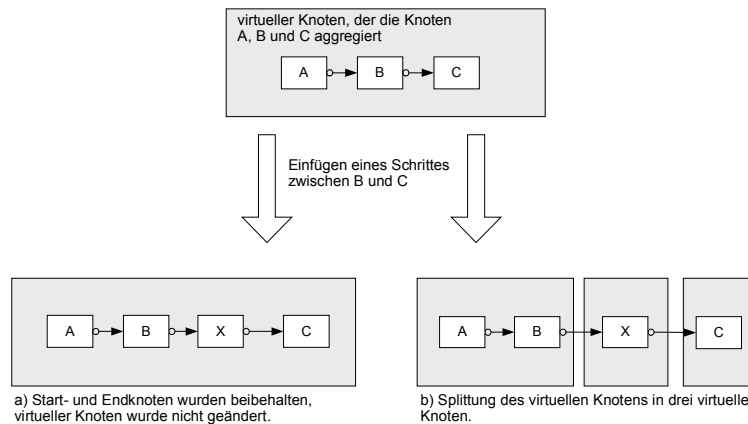 virtueller Knoten, der die Knoten
A, B und C aggregiert
A B C
Einfügen eines Schrittes
zwischen B und C
A B X C
A B X C
a) Start- und Endknoten wurden beibehalten,
virtueller Knoten wurde nicht geändert.
b) Splittung des virtuellen Knotens in drei virtuelle
Knoten.